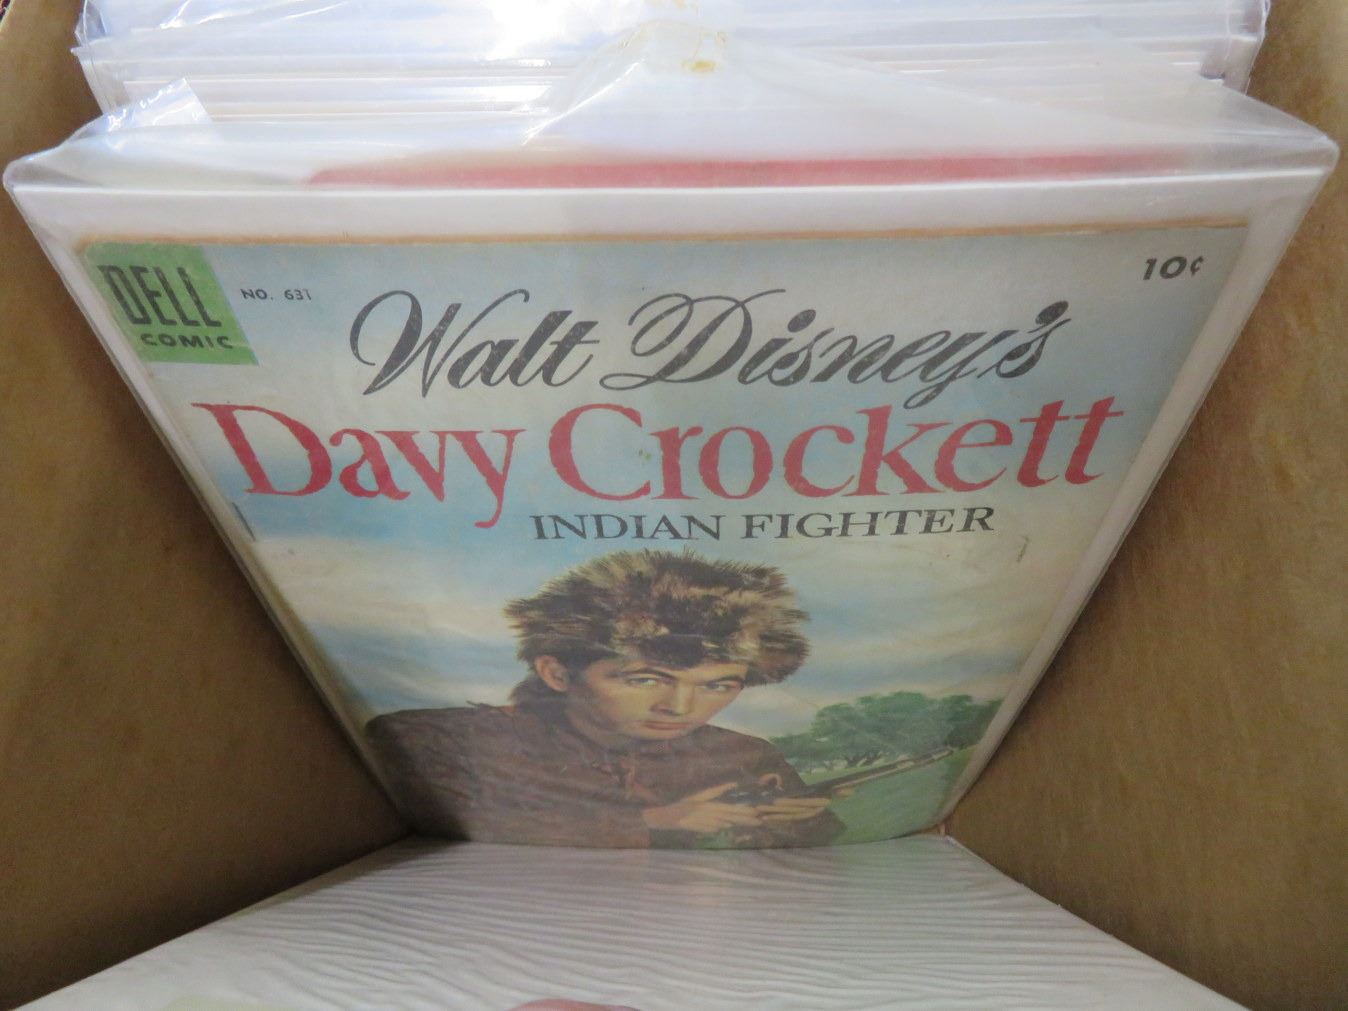 DELL
COMIC
NO. 631
10¢
Walt Disney's
Davy Crockett
INDIAN FIGHTER